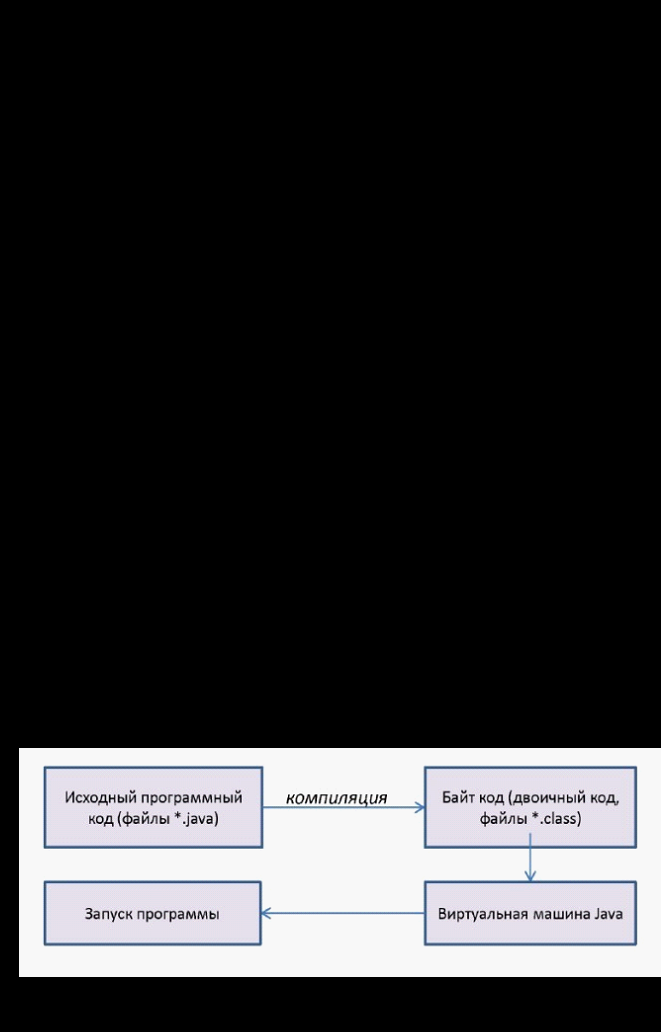 Исходный программный
код (файлы *.java)
компиляция
Байт код (двоичный код,
файлы *.class)
Запуск программы
Виртуальная машина Java